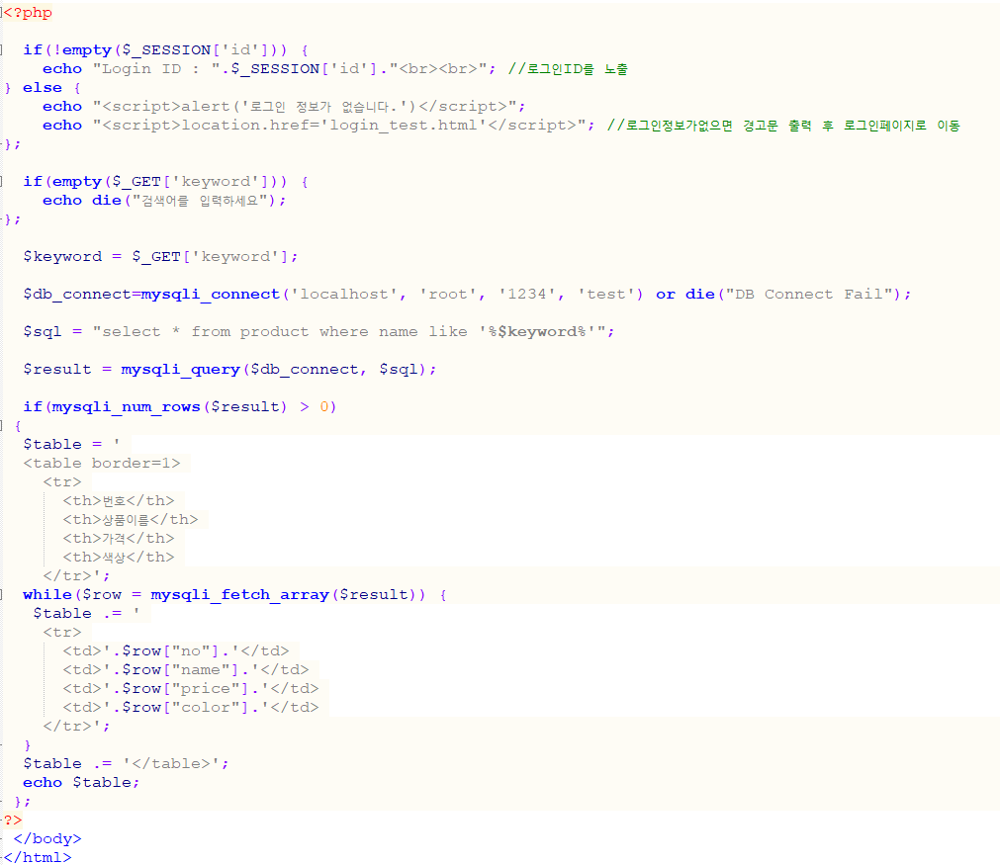 <?php
if(!empty($_SESSION['id'])) {
echo "Login ID : ".$_SESSION['id']."<br><br>"; //로그인ID를 노출
} else {
echo "<script>alert('로그인 정보가 없습니다.')</script>";
echo "<script>location.href='login_test.html'</script>"; //로그인정보가없으면 경고문 출력 후 로그인페이지로 이동
};
if(empty($_GET['keyword'])) {
echo die("검색어를 입력하세요");
};
$keyword = $_GET['keyword'];
$db_connect=mysqli_connect('localhost', 'root', '1234', 'test') or die("DB Connect Fail");
$sql = "select * from product where name like '%$keyword%'";
$result = mysqli_query($db_connect, $sql);
if(mysqli_num_rows($result) > 0)
{
$table = '
<table border=1>
<tr>
<th>번호</th>
<th>상품이름</th>
<th>가격</th>
<th>색상</th>
</tr>';
while($row = mysqli_fetch_array($result)) {
$table .= '
<tr>
<td>'.$row["no"].'</td>
<td>'.$row["name"].'</td>
<td>'.$row["price"].'</td>
<td>'.$row["color"].'</td>
</tr>';
}
$table .= '</table>';
echo $table;
};
?>
</body>
</html>